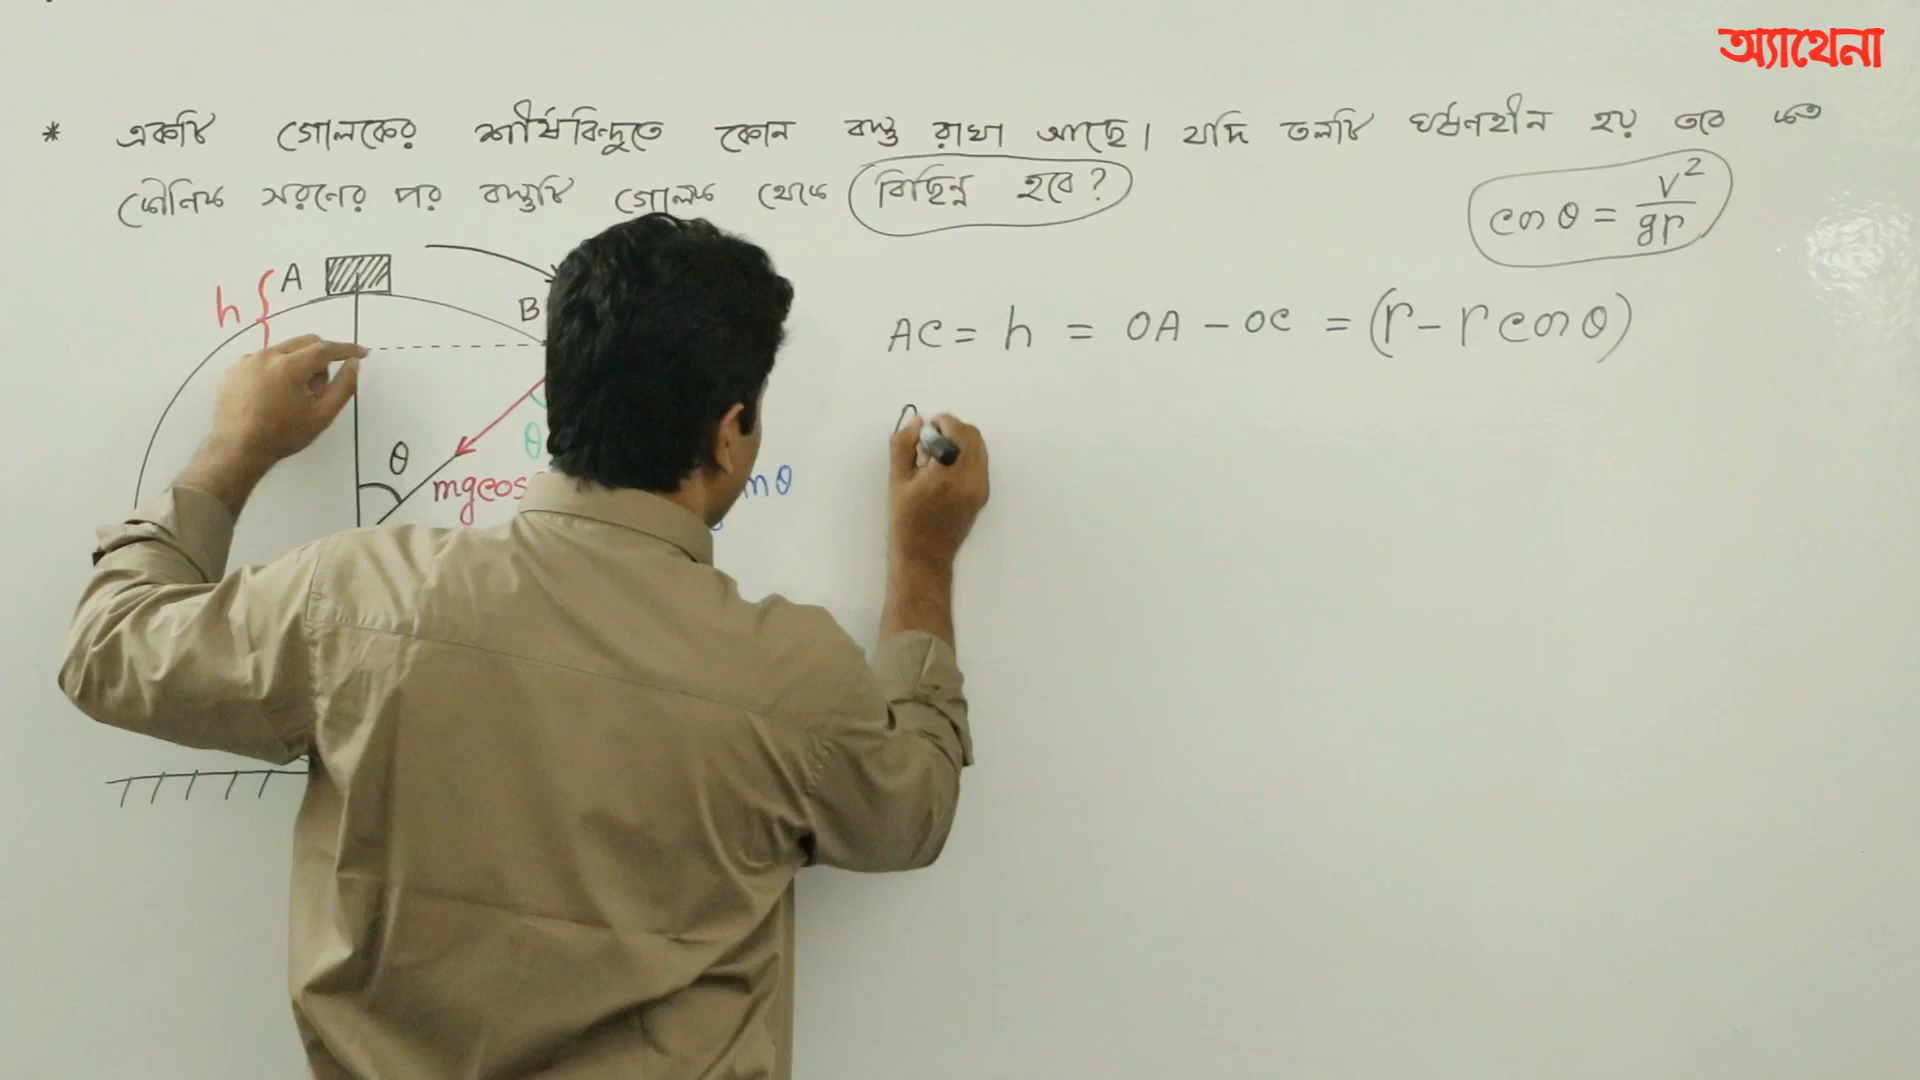 অ্যাথেনা
* একটি গোলকের শীর্ষবিন্দুতে কোন বস্তু রাখা আছে। যদি তলটি ঘর্ষণহীন হয় তবে কত
কৌনিক সরনের পর বস্তুটি গোলক থেকে বিছিন্ন হবে?
cos θ = v²/gr
h { A
B
AC = h = OA - OC = (r - r cos θ)
θ
θ
mgcos
θ